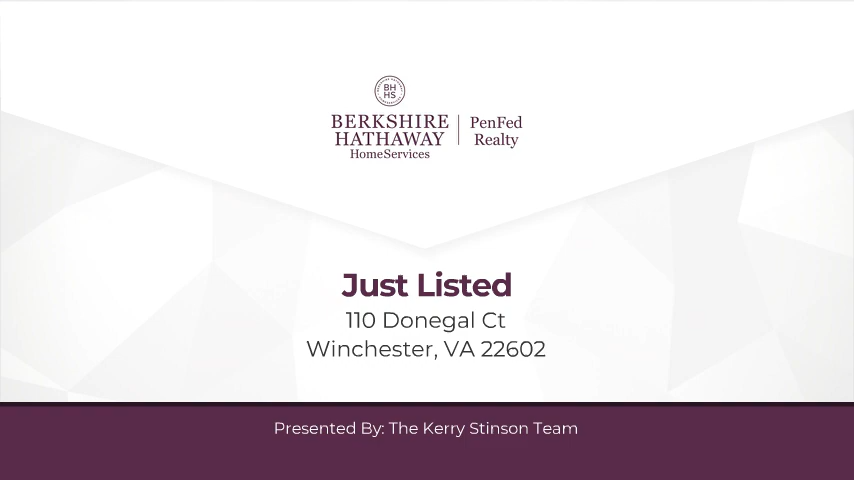 BH
HS
BERKSHIRE
HATHAWAY
HomeServices
PenFed
Realty
Just Listed
110 Donegal Ct
Winchester, VA 22602
Presented By: The Kerry Stinson Team